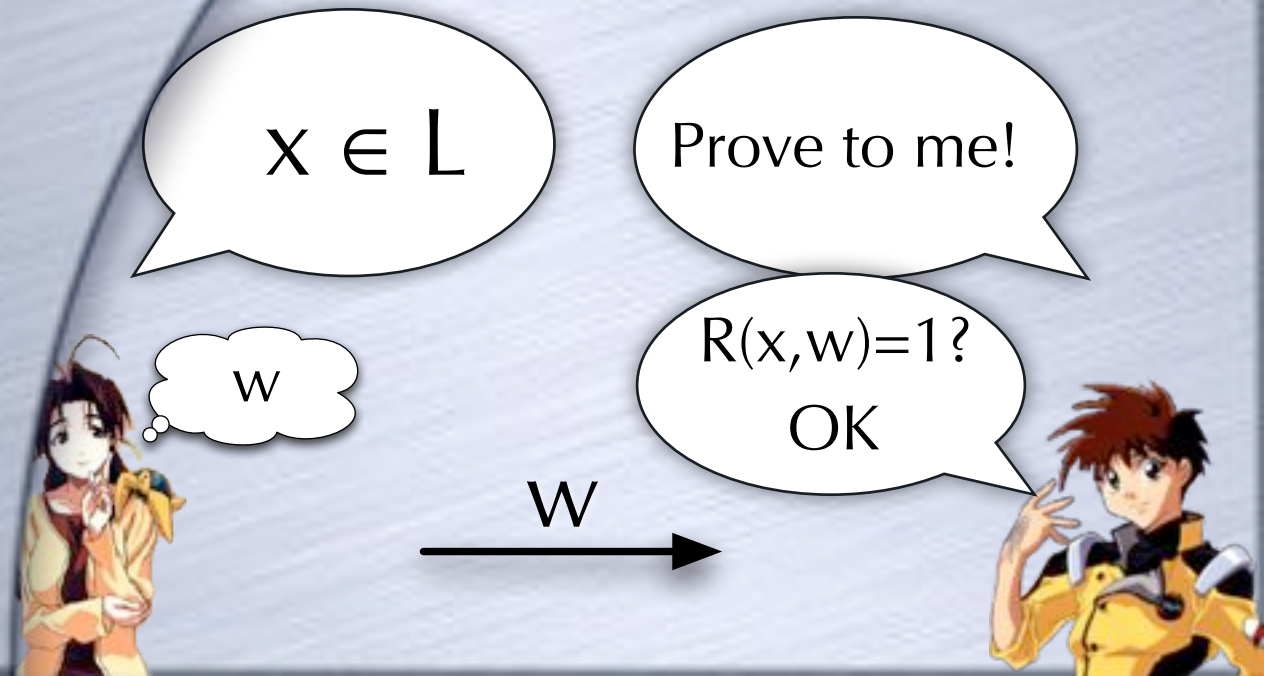 x ∈ L
Prove to me!
w
R(x,w)=1?
OK
w